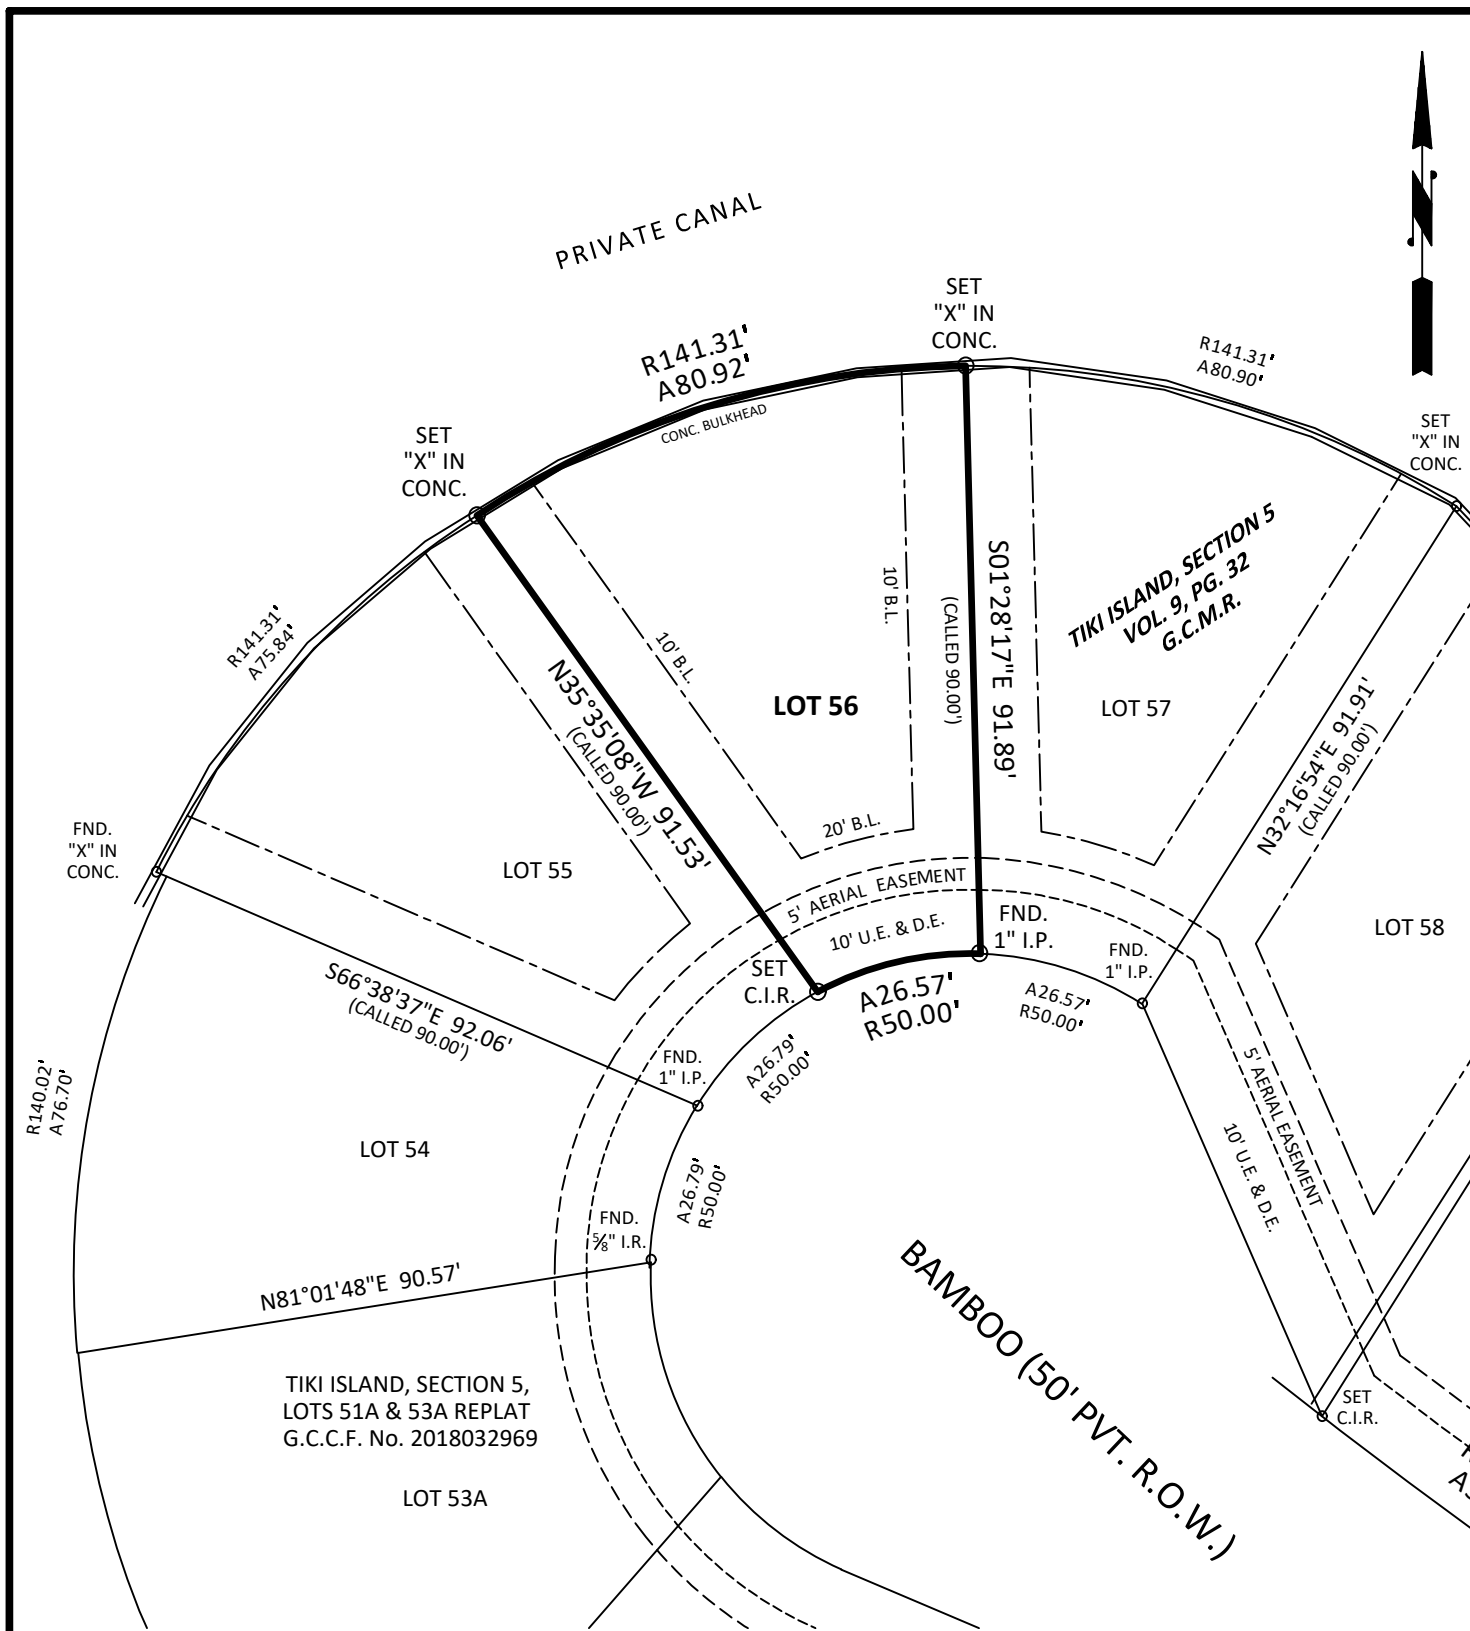 PRIVATE CANAL
SET
"X" IN
CONC.
R141.31'
A80.92'
R141.31'
A80.90'
CONC. BULKHEAD
SET
"X" IN
CONC.
SET
"X" IN
CONC.
TIKI ISLAND, SECTION 5
VOL. 9, PG. 32
G.C.M.R.
S01°28'17"E 91.89'
(CALLED 90.00')
10' B.L.
10' B.L.
R141.31'
A75.84'
N35°35'08"W 91.53'
(CALLED 90.00')
LOT 56
LOT 57
N32°16'54"E 91.91'
(CALLED 90.00')
20' B.L.
FND.
"X" IN
CONC.
LOT 55
5' AERIAL EASEMENT
10' U.E. & D.E.
FND.
1" I.P.
LOT 58
SET
C.I.R.
FND.
1" I.P.
A26.57'
R50.00'
A26.57'
R50.00'
S66°38'37"E 92.06'
(CALLED 90.00')
FND.
1" I.P.
A26.79'
R50.00'
R140.02'
A76.70'
LOT 54
5' AERIAL EASEMENT
10' U.E. & D.E.
A26.79'
R50.00'
FND.
⅝" I.R.
N81°01'48"E 90.57'
BAMBOO (50' PVT. R.O.W.)
TIKI ISLAND, SECTION 5,
LOTS 51A & 53A REPLAT
G.C.C.F. No. 2018032969
SET
C.I.R.
LOT 53A